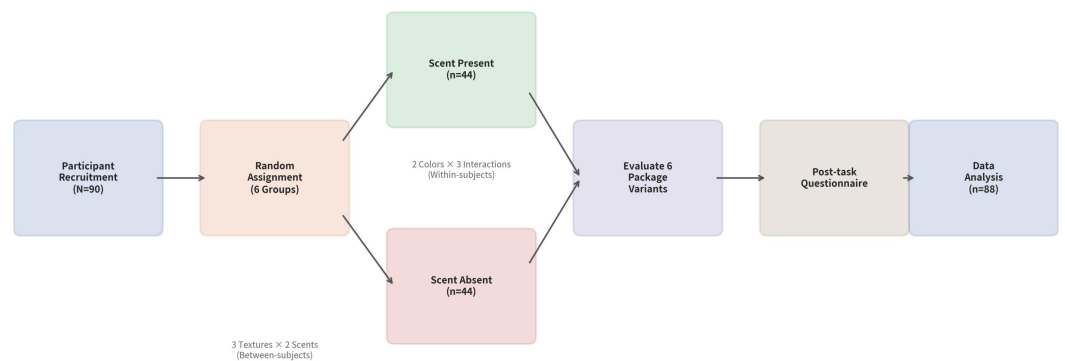 Participant
Recruitment
(N=90)
Random
Assignment
(6 Groups)
Scent Present
(n=44)
2 Colors × 3 Interactions
(Within-subjects)
Scent Absent
(n=44)
3 Textures × 2 Scents
(Between-subjects)
Evaluate 6
Package
Variants
Post-task
Questionnaire
Data
Analysis
(n=88)